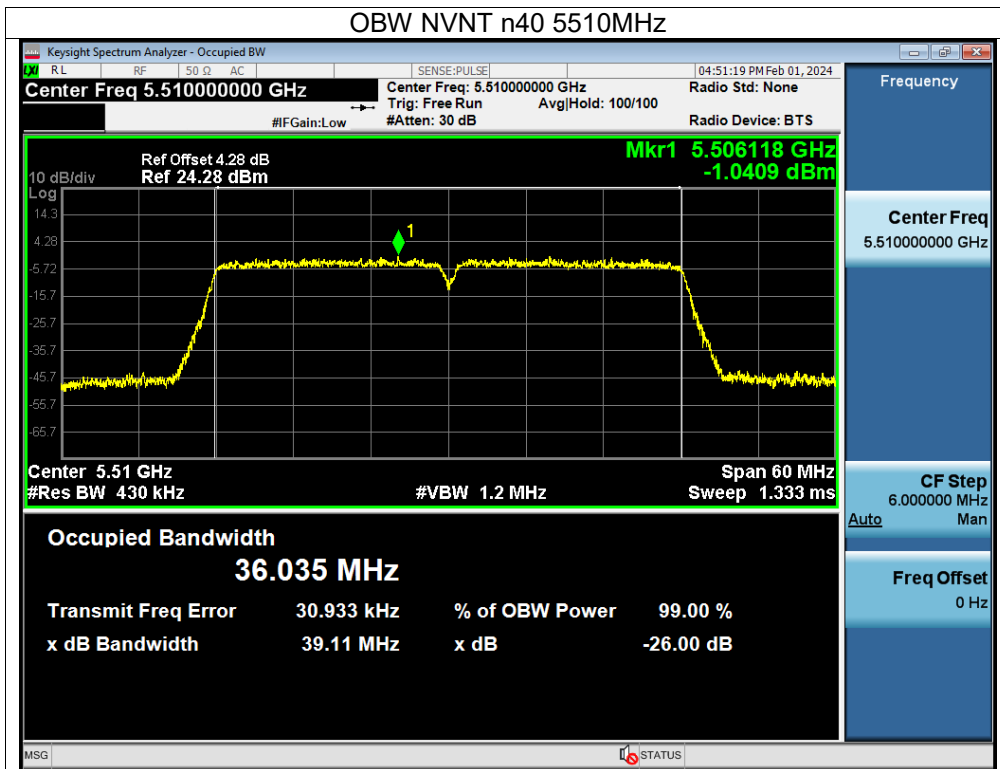 OBW NVNT n40 5510MHz
Keysight Spectrum Analyzer - Occupied BW
LXI RL RF 50 Ω AC SENSE:PULSE 04:51:19 PM Feb 01, 2024
Center Freq 5.510000000 GHz Center Freq: 5.510000000 GHz Radio Std: None
Trig: Free Run Avg|Hold: 100/100
#IFGain:Low #Atten: 30 dB Radio Device: BTS
Mkr1 5.506118 GHz
-1.0409 dBm
Ref Offset 4.28 dB
10 dB/div Ref 24.28 dBm
Log
14.3
4.28
-5.72
-15.7
-25.7
-35.7
-45.7
-55.7
-65.7
1
Center 5.51 GHz Span 60 MHz
#Res BW 430 kHz #VBW 1.2 MHz Sweep 1.333 ms
Occupied Bandwidth
36.035 MHz
Transmit Freq Error 30.933 kHz % of OBW Power 99.00 %
x dB Bandwidth 39.11 MHz x dB -26.00 dB
MSG STATUS
Frequency
Center Freq
5.510000000 GHz
CF Step
6.000000 MHz
Auto Man
Freq Offset
0 Hz